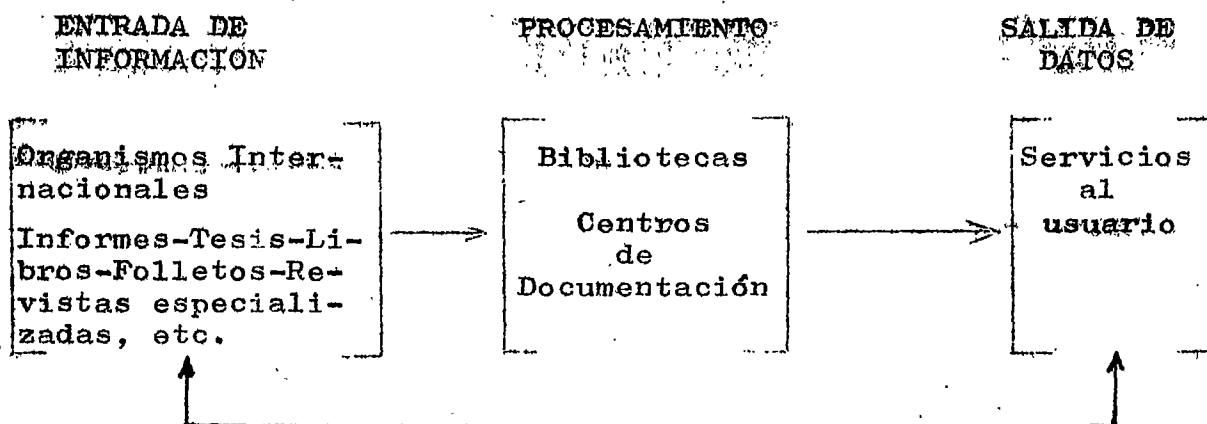 ENTRADA DE
INFORMACION
Organismos Inter-
nacionales
Informes-Tesis-Li-
bros-Folletos-Re-
vistas especiali-
zadas, etc.
PROCESAMIENTO
Bibliotecas
Centros
de
Documentación
SALIDA DE
DATOS
Servicios
al
usuario